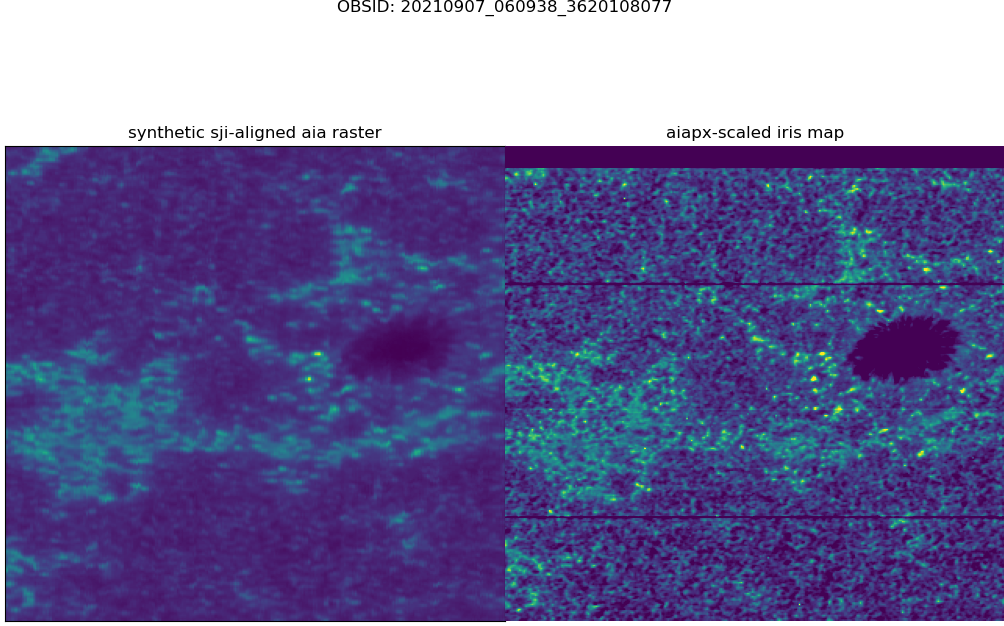 OBSID: 20210907_060938_3620108077
synthetic sji-aligned aia raster
aiapx-scaled iris map